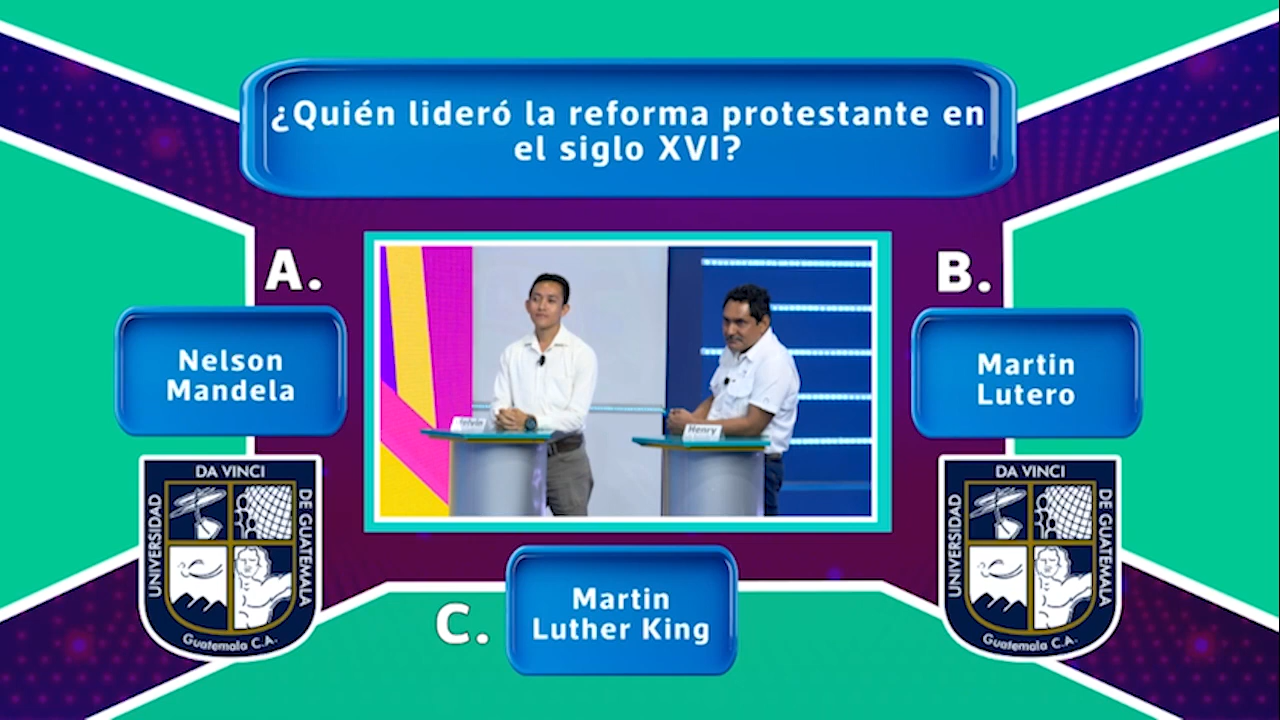 ¿Quién lideró la reforma protestante en
el siglo XVI?
A.
Nelson
Mandela
B.
Martin
Lutero
Henry
UNIVERSIDAD
DA VINCI
DE GUATEMALA
Guatemala C.A.
UNIVERSIDAD
DA VINCI
DE GUATEMALA
Guatemala C.A.
C.
Martin
Luther King